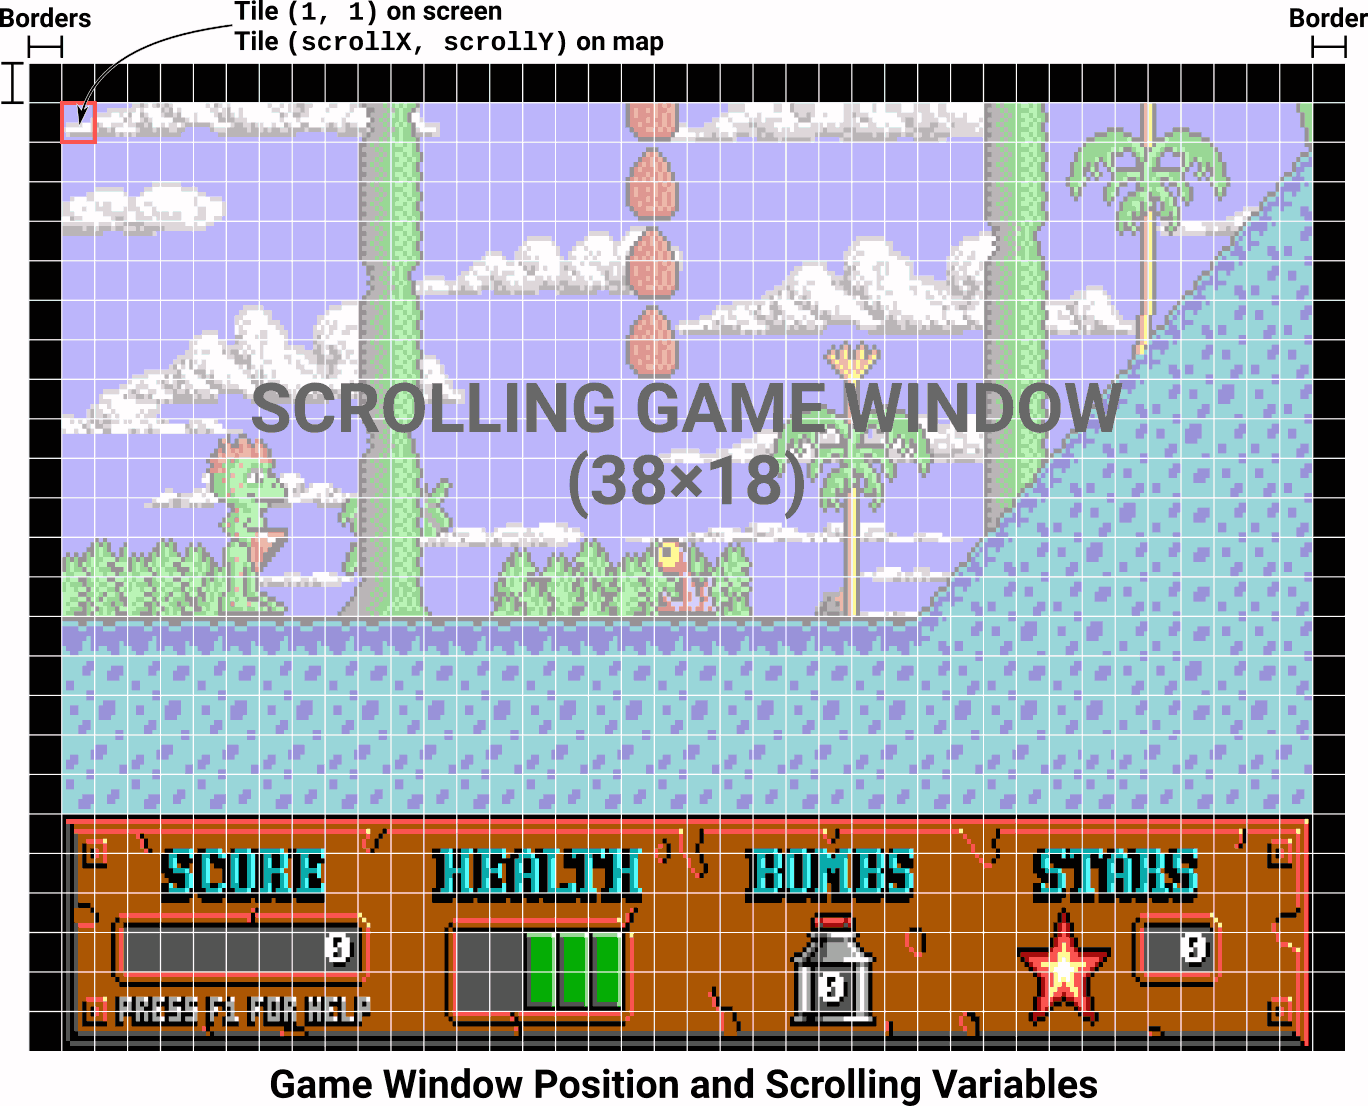 Borders
Tile (1, 1) on screen
Tile (scrollX, scrollY) on map
Border
SCROLLING GAME WINDOW
(38×18)
SCORE HEALTH BOMBS STARS
0 0 0
PRESS F1 FOR HELP
Game Window Position and Scrolling Variables